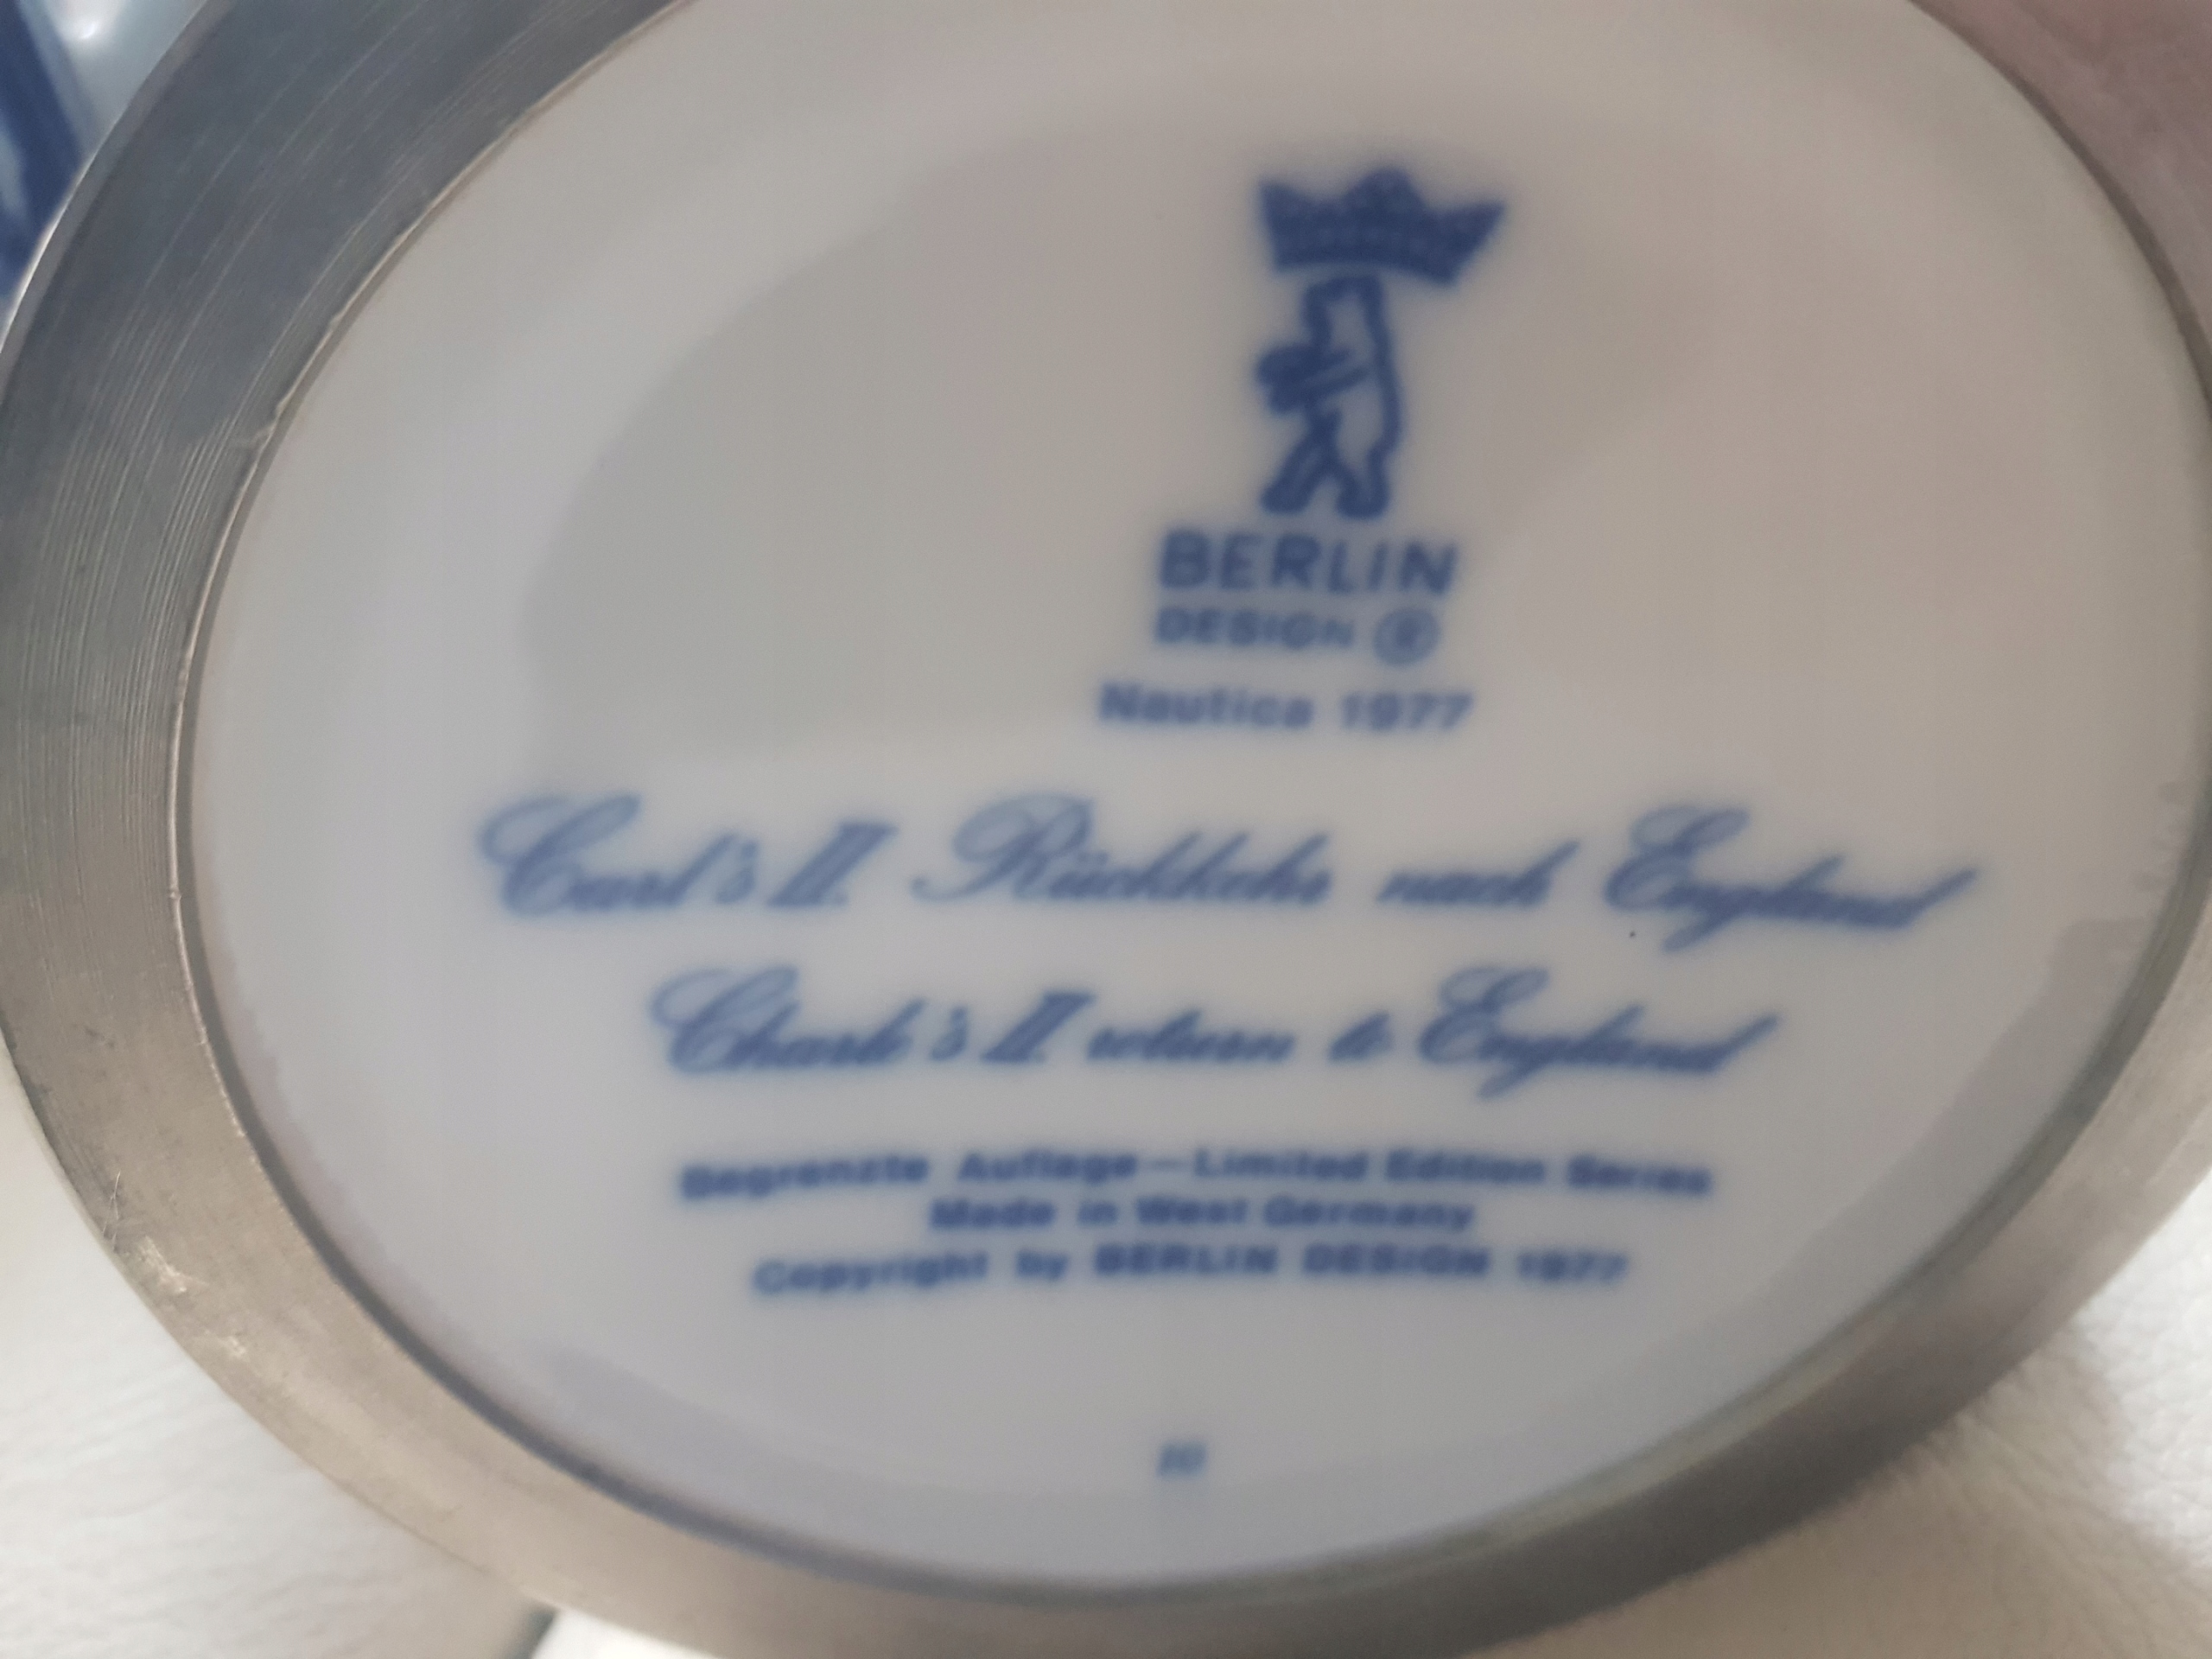 BERLIN
DESIGN ®
Nautica 1977
Carl's II. Rückkehr nach England
Charle's II. return to England
Begrenzte Auflage—Limited Edition Series
Made in West Germany
Copyright by BERLIN DESIGN 1977